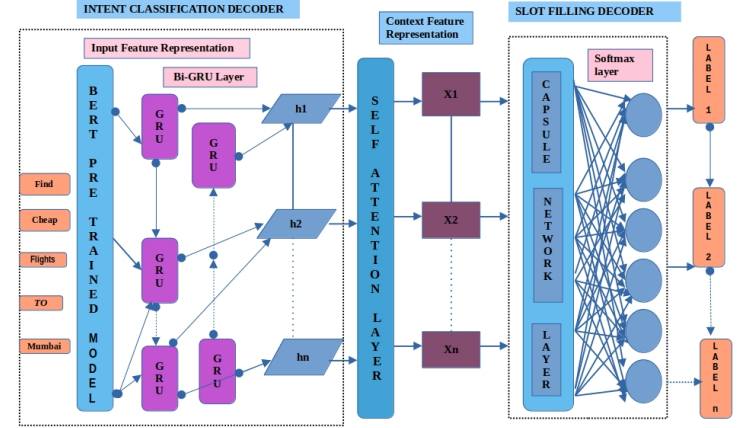 INTENT CLASSIFICATION DECODER
Context Feature
Representation
SLOT FILLING DECODER
Input Feature Representation
Bi-GRU Layer
Softmax
layer
Find
Cheap
Flights
TO
Mumbai
BERT PRE TRAINED MODEL
GRU
GRU
GRU
GRU
GRU
h1
h2
hn
SELF ATTENTION LAYER
X1
X2
Xn
CAPSULE
NETWORK
LAYER
LABEL 1
LABEL 2
LABEL n